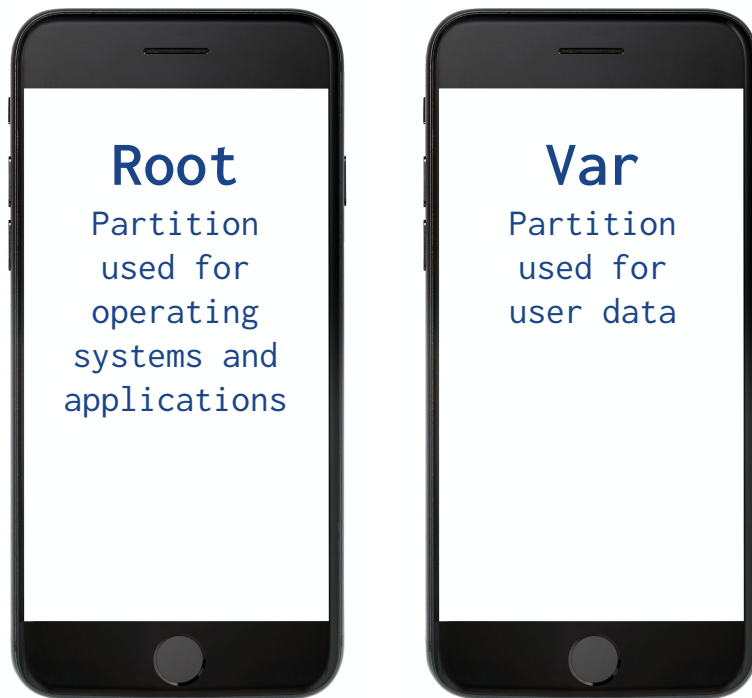 Root
Partition
used for
operating
systems and
applications
Var
Partition
used for
user data